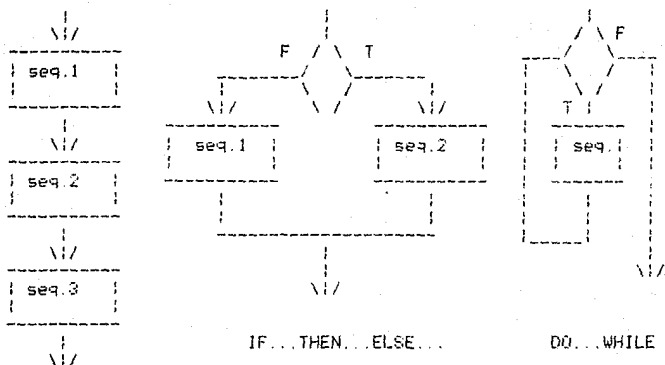 seq.1
seq.2
seq.3
F T
seq.1 seq.2
IF...THEN...ELSE...
F
T
seq.
DO...WHILE